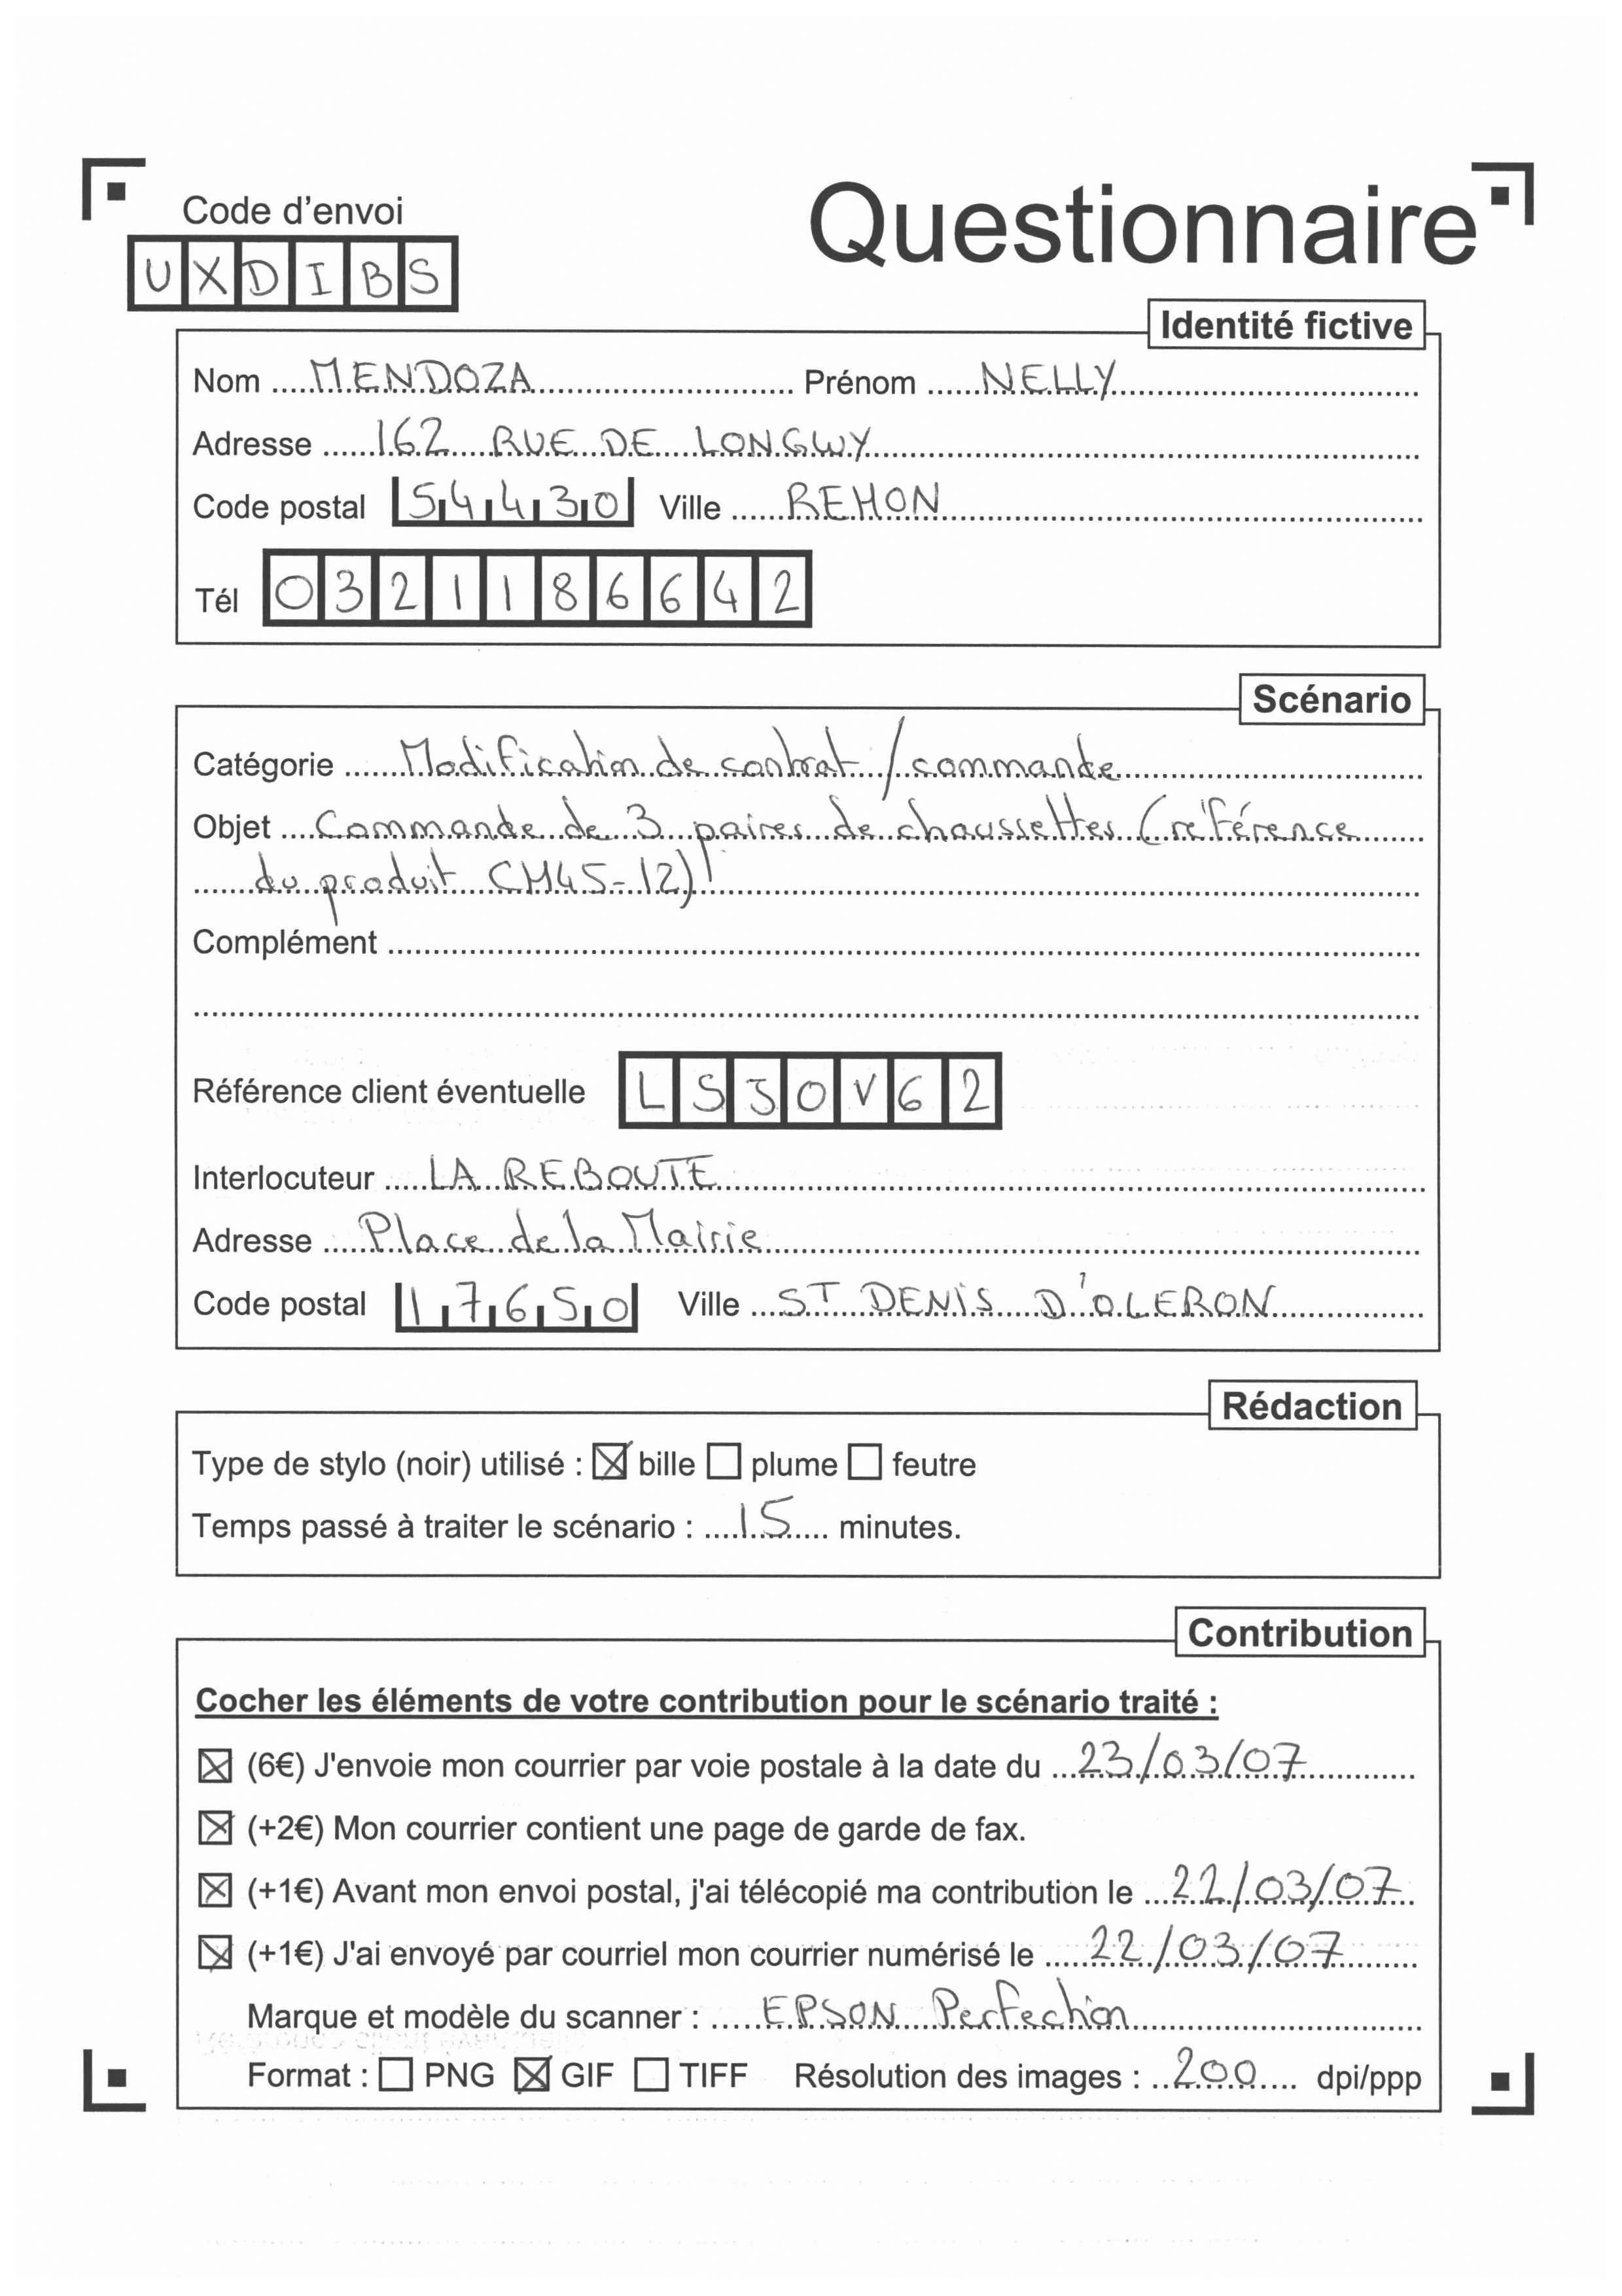 Code d'envoi
Questionnaire
UXDIBS
Identité fictive
Nom MENDOZA Prénom NELLY
Adresse 162 RUE DE LONGWY
Code postal 54430 Ville REHON
Tél 0321186642
Scénario
Catégorie Modification de contrat / commande
Objet Commande de 3 paires de chaussettes (référence
du produit CM45-12)
Complément
Référence client éventuelle LSJOV62
Interlocuteur LA REBOUTE
Adresse Place de la Mairie
Code postal 17650 Ville ST DENIS D'OLERON
Rédaction
Type de stylo (noir) utilisé : ☒ bille ☐ plume ☐ feutre
Temps passé à traiter le scénario : 15 minutes.
Contribution
Cocher les éléments de votre contribution pour le scénario traité :
☒ (6€) J'envoie mon courrier par voie postale à la date du 23/03/07
☒ (+2€) Mon courrier contient une page de garde de fax.
☒ (+1€) Avant mon envoi postal, j'ai télécopié ma contribution le 22/03/07
☒ (+1€) J'ai envoyé par courriel mon courrier numérisé le 22/03/07
Marque et modèle du scanner : EPSON Perfection
Format : ☐ PNG ☒ GIF ☐ TIFF Résolution des images : 200 dpi/ppp